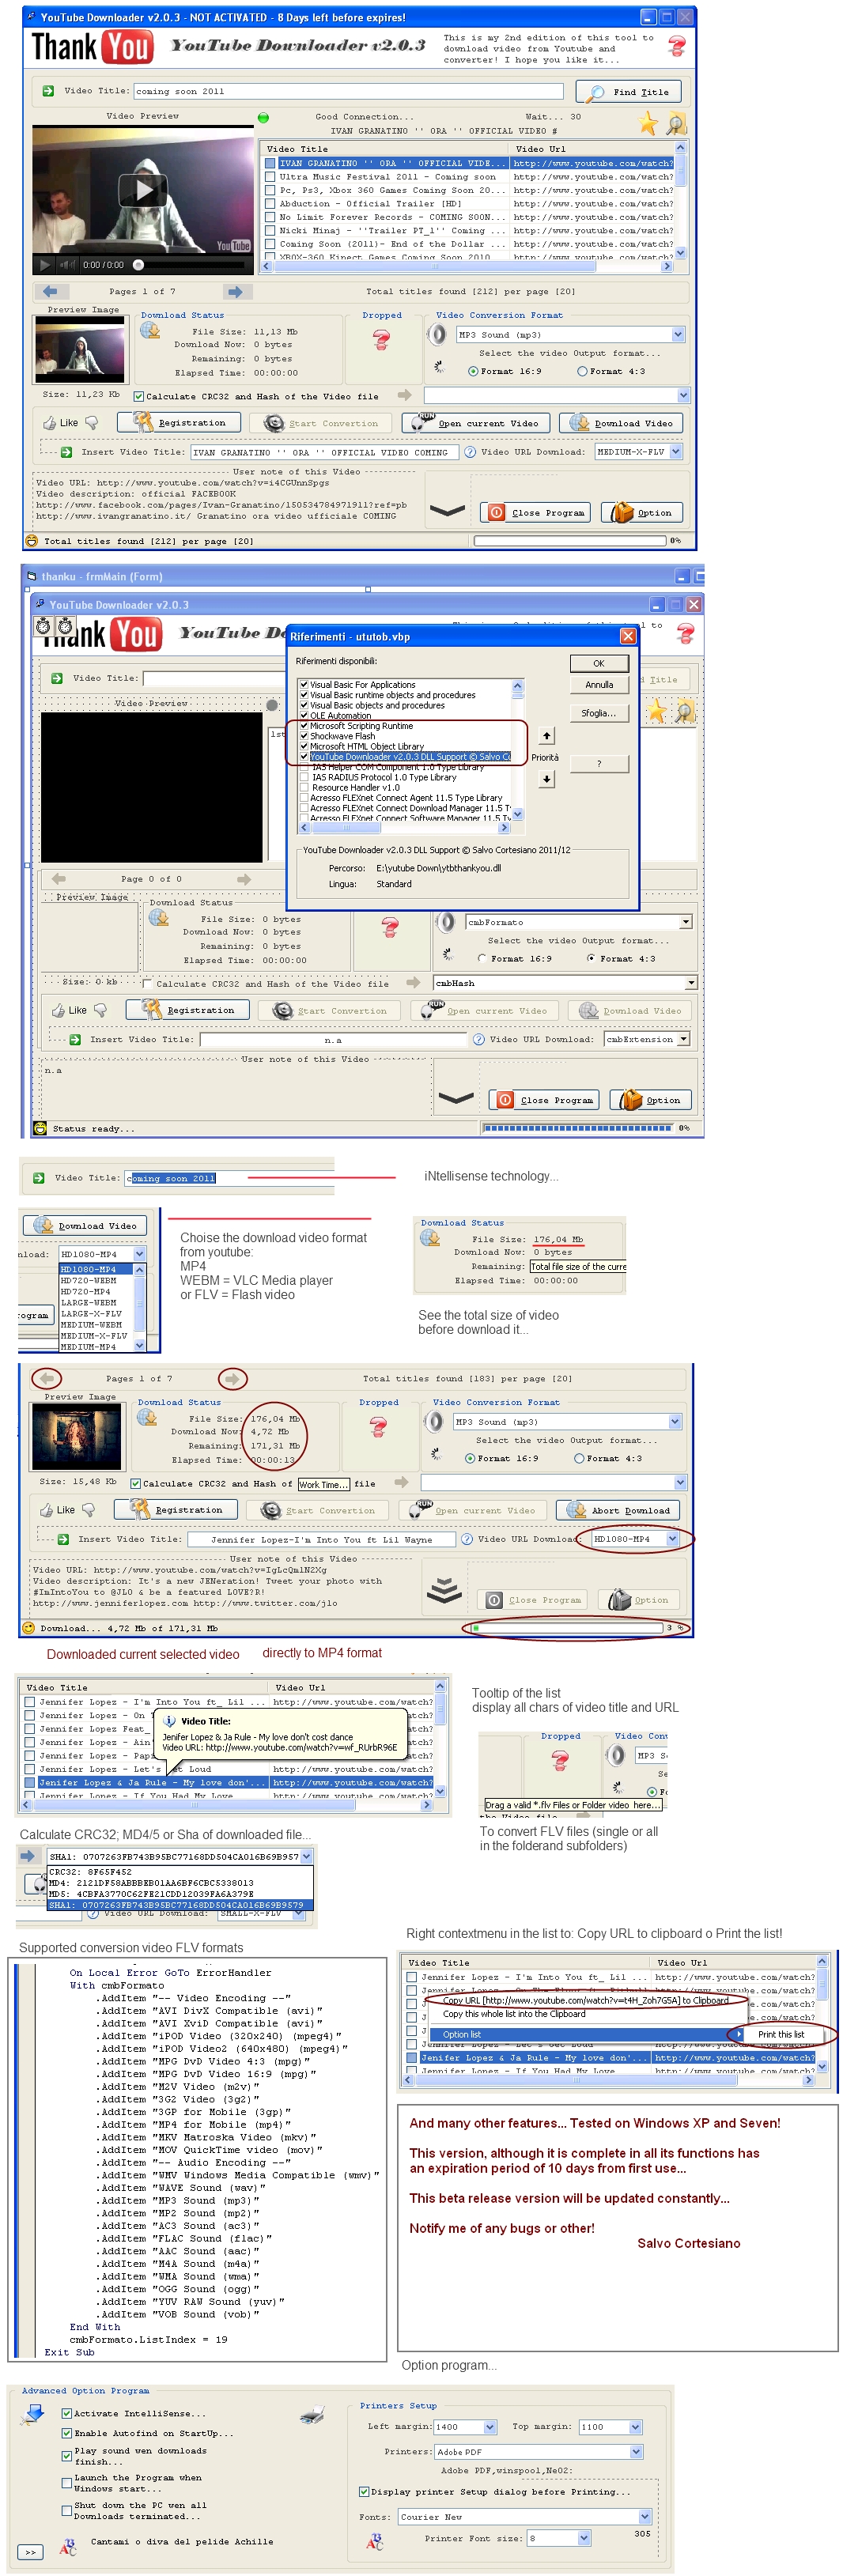 YouTube Downloader v2.0.3 - NOT ACTIVATED - 8 Days left before expires!
Thank You
YouTube Downloader v2.0.3
This is my 2nd edition of this tool to
download video from Youtube and
converter! I hope you like it...
Video Title: coming soon 2011
Find Title
Video Preview
Good Connection...
Wait... 30
IVAN GRANATINO '' ORA '' OFFICIAL VIDEO #
Video Title
Video Url
IVAN GRANATINO '' ORA '' OFFICIAL VIDE... http://www.youtube.com/watch?
Ultra Music Festival 2011 - Coming soon http://www.youtube.com/watch?
Pc, Ps3, Xbox 360 Games Coming Soon 20... http://www.youtube.com/watch?
Abduction - Official Trailer [HD] http://www.youtube.com/watch?
No Limit Forever Records - COMING SOON... http://www.youtube.com/watch?
Nicki Minaj - ''Trailer PT_1'' Coming ... http://www.youtube.com/watch?
Coming Soon (2011)- End of the Dollar ... http://www.youtube.com/watch?
XBOX-360 Kinect Games Coming Soon 2010 http://www.youtube.com/watch?
YouTube
0:00 / 0:00
Pages 1 of 7
Total titles found [212] per page [20]
Preview Image
Download Status
File Size: 11,13 Mb
Download Now: 0 bytes
Remaining: 0 bytes
Elapsed Time: 00:00:00
Dropped
Video Conversion Format
MP3 Sound (mp3)
Select the video Output format...
Format 16:9
Format 4:3
Size: 11,23 Kb
Calculate CRC32 and Hash of the Video file
Like
Registration
Start Convertion
Open current Video
Download Video
Insert Video Title: IVAN GRANATINO '' ORA '' OFFICIAL VIDEO COMING
Video URL Download: MEDIUM-X-FLV
User note of this Video
Video URL: http://www.youtube.com/watch?v=i4CGUnnSpgs
Video description: official FACEBOOK
http://www.facebook.com/pages/Ivan-Granatino/150534784971911?ref=pb
http://www.ivangranatino.it/ Granatino ora video ufficiale COMING
Close Program
Option
Total titles found [212] per page [20]
0%
thanku - frmMain (Form)
YouTube Downloader v2.0.3
Thank You
YouTube De
Riferimenti - ututob.vbp
Riferimenti disponibili:
Visual Basic For Applications
Visual Basic runtime objects and procedures
Visual Basic objects and procedures
OLE Automation
Microsoft Scripting Runtime
Shockwave Flash
Microsoft HTML Object Library
YouTube Downloader v2.0.3 DLL Support © Salvo Co
IAS Helper COM Component 1.0 Type Library
IAS RADIUS Protocol 1.0 Type Library
Resource Handler v1.0
Acresso FLEXnet Connect Agent 11.5 Type Library
Acresso FLEXnet Connect Download Manager 11.5 T
Acresso FLEXnet Connect Software Manager 11.5 Ty
OK
Annulla
Sfoglia...
Priorità
?
YouTube Downloader v2.0.3 DLL Support © Salvo Cortesiano 2011/12
Percorso: E:\yutube Down\ytbthankyou.dll
Lingua: Standard
Video Title:
Title
Video Preview
Page 0 of 0
Preview Image
Download Status
File Size: 0 bytes
Download Now: 0 bytes
Remaining: 0 bytes
Elapsed Time: 00:00:00
cmbFormato
Select the video Output format...
Format 16:9
Format 4:3
Size: 0 kb
Calculate CRC32 and Hash of the Video file
cmbHash
Like
Registration
Start Convertion
Open current Video
Download Video
Insert Video Title: n.a
Video URL Download: cmbExtension
User note of this Video
n.a
Close Program
Option
Status ready...
0%
Video Title: coming soon 2011
iNtellisense technology...
Download Video
nload: HD1080-MP4
HD1080-MP4
HD720-WEBM
HD720-MP4
LARGE-WEBM
LARGE-X-FLV
MEDIUM-WEBM
MEDIUM-X-FLV
MEDIUM-MP4
rogram
Choise the download video format
from youtube:
MP4
WEBM = VLC Media player
or FLV = Flash video
Download Status
File Size: 176,04 Mb
Download Now: 0 bytes
Remaining: Total file size of the curre
Elapsed Time: 00:00:00
See the total size of video
before download it...
Pages 1 of 7
Total titles found [183] per page [20]
Preview Image
Download Status
File Size: 176,04 Mb
Download Now: 4,72 Mb
Remaining: 171,31 Mb
Elapsed Time: 00:00:13
Dropped
Video Conversion Format
MP3 Sound (mp3)
Select the video Output format...
Format 16:9
Format 4:3
Size: 15,48 Kb
Calculate CRC32 and Hash of Work Time... file
Like
Registration
Start Convertion
Open current Video
Abort Download
Insert Video Title: Jennifer Lopez-I'm Into You ft Lil Wayne
Video URL Download: HD1080-MP4
User note of this Video
Video URL: http://www.youtube.com/watch?v=IgLcQmlN2Xg
Video description: It's a new JENeration! Tweet your photo with
#ImIntoYou to @JLO & be a featured LOVE?R!
http://www.jenniferlopez.com http://www.twitter.com/jlo
Close Program
Option
Download... 4,72 Mb of 171,31 Mb
3 %
Downloaded current selected video directly to MP4 format
Video Title
Video Url
Jennifer Lopez - I'm Into You ft_ Lil ... http://www.youtube.com/watch?
Jennifer Lopez - On T
Jennifer Lopez Feat_
Jennifer Lopez - Ain'
Jennifer Lopez - Papi
Jennifer Lopez - Let's Get Loud http://www.youtube.com/watch?
Jenifer Lopez & Ja Rule - My love don'... http://www.youtube.com/watch?
Jennifer Lopez - If You Had My Love http://www.youtube.com/watch?
Video Title:
Jenifer Lopez & Ja Rule - My love don't cost dance
Video URL: http://www.youtube.com/watch?v=wf_RUrbR96E
Tooltip of the list
display all chars of video title and URL
Dropped
Video Conv
MP3 S
Se
Fo
Drag a valid *.flv Files or Folder video here...
the Video file
To convert FLV files (single or all
in the folderand subfolders)
Calculate CRC32; MD4/5 or Sha of downloaded file...
SHA1: 0707263FB743B95BC77168DD504CA016B69B957
CRC32: 8F65F452
MD4: 2121DF58ABBBEB01AA6BF6CBC5338013
MD5: 4CBFA3770C62FE21CDD12039FA6A379E
SHA1: 0707263FB743B95BC77168DD504CA016B69B9579
Video URL Download: SMALL-X-FLV
Right contextmenu in the list to: Copy URL to clipboard o Print the list!
Supported conversion video FLV formats
On Local Error GoTo ErrorHandler
With cmbFormato
.AddItem "-- Video Encoding --"
.AddItem "AVI DivX Compatible (avi)"
.AddItem "AVI XviD Compatible (avi)"
.AddItem "iPOD Video (320x240) (mpeg4)"
.AddItem "iPOD Video2 (640x480) (mpeg4)"
.AddItem "MPG DvD Video 4:3 (mpg)"
.AddItem "MPG DvD Video 16:9 (mpg)"
.AddItem "M2V Video (m2v)"
.AddItem "3G2 Video (3g2)"
.AddItem "3GP for Mobile (3gp)"
.AddItem "MP4 for Mobile (mp4)"
.AddItem "MKV Matroska Video (mkv)"
.AddItem "MOV QuickTime video (mov)"
.AddItem "-- Audio Encoding --"
.AddItem "WMV Windows Media Compatible (wmv)"
.AddItem "WAVE Sound (wav)"
.AddItem "MP3 Sound (mp3)"
.AddItem "MP2 Sound (mp2)"
.AddItem "AC3 Sound (ac3)"
.AddItem "FLAC Sound (flac)"
.AddItem "AAC Sound (aac)"
.AddItem "M4A Sound (m4a)"
.AddItem "WMA Sound (wma)"
.AddItem "OGG Sound (ogg)"
.AddItem "YUV RAW Sound (yuv)"
.AddItem "VOB Sound (vob)"
End With
cmbFormato.ListIndex = 19
Exit Sub
Video Title
Video Url
Jennifer Lopez - I'm Into You ft_ Lil ... http://www.youtube.com/watch?
Copy URL [http://www.youtube.com/watch?v=t4H_Zoh7G5A] to Clipboard
Copy this whole list into the Clipboard
Option list
Print this list
Jenifer Lopez & Ja Rule - My love don'... http://www.youtube.com/watch?
Jennifer Lopez - If You Had My Love http://www.youtube.com/watch?
And many other features... Tested on Windows XP and Seven!
This version, although it is complete in all its functions has
an expiration period of 10 days from first use...
This beta release version will be updated constantly...
Notify me of any bugs or other!
Salvo Cortesiano
Option program...
Advanced Option Program
Activate IntelliSense...
Enable Autofind on StartUp...
Play sound wen downloads
finish...
Launch the Program when
Windows start...
Shut down the PC wen all
Downloads terminated...
>>
Cantami o diva del pelide Achille
Printers Setup
Left margin: 1400
Top margin: 1100
Printers: Adobe PDF
Adobe PDF,winspool,Ne02:
Display printer Setup dialog before Printing...
Fonts: Courier New
Printer Font size: 8
305